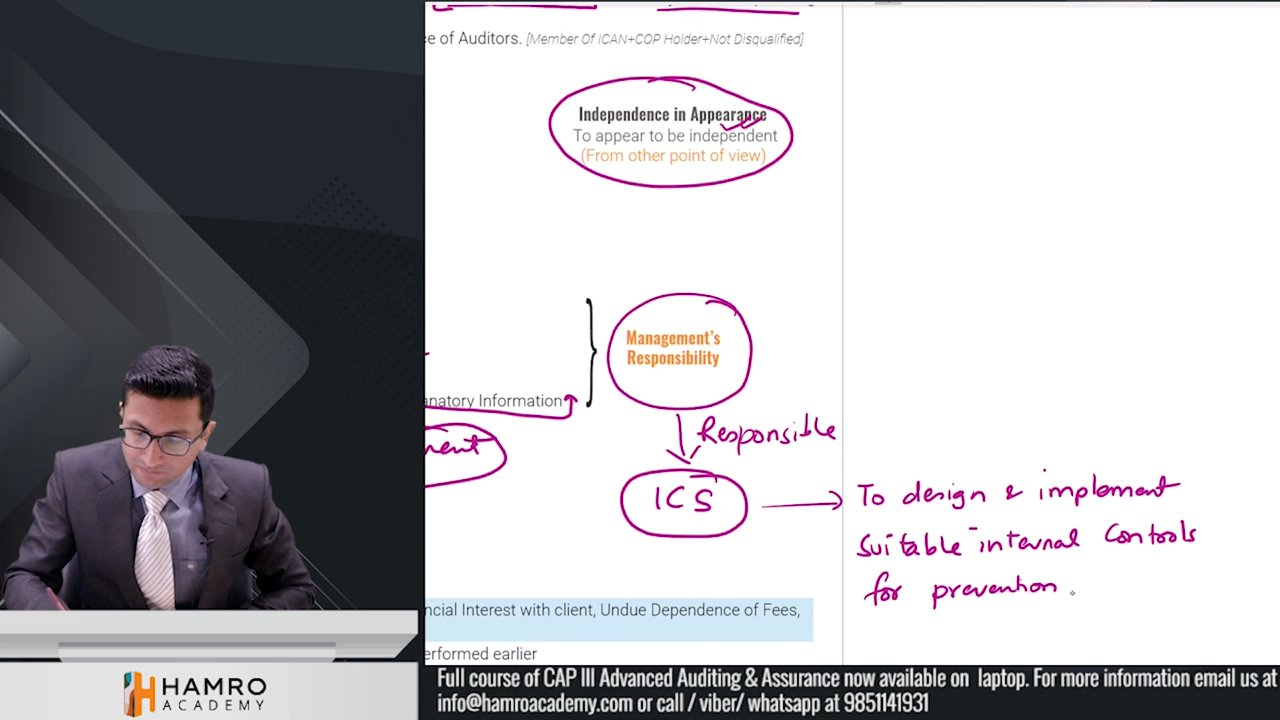 ce of Auditors. [Member Of ICAN+COP Holder+Not Disqualified]
Independence in Appearance
To appear to be independent
(From other point of view)
Management's
Responsibility
anatory Information
Responsible
ICS
To design & implement
suitable internal controls
for prevention
ncial Interest with client, Undue Dependence of Fees,
erformed earlier
HAMRO
ACADEMY
Full course of CAP III Advanced Auditing & Assurance now available on laptop. For more information email us at
info@hamroacademy.com or call / viber/ whatsapp at 9851141931